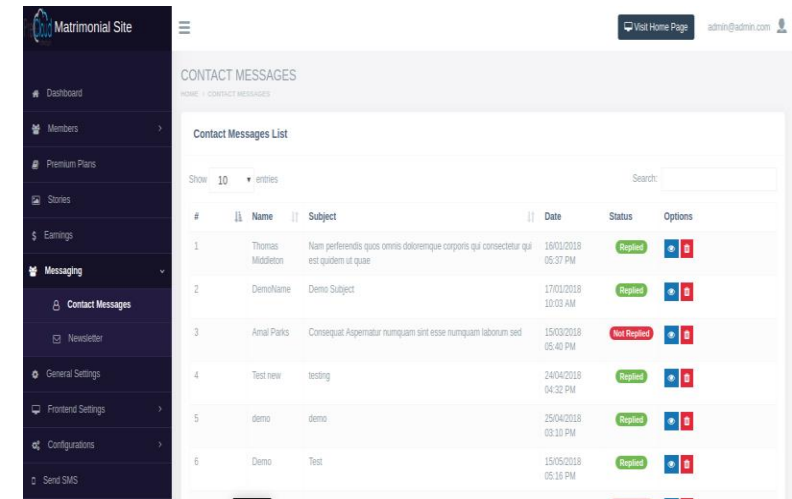 Cloud Matrimonial Site
Visit Home Page
admin@admin.com
Dashboard
Members
Premium Plans
Stories
$ Earnings
Messaging
Contact Messages
Newsletter
General Settings
Frontend Settings
Configurations
Send SMS
CONTACT MESSAGES
HOME > CONTACT MESSAGES
Contact Messages List
Show 10 entries
Search:
# Name Subject Date Status Options
1 Thomas Middleton Nam perferendis quos omnis doloremque corporis qui consectetur qui est quidem ut quae 16/01/2018 05:37 PM Replied
2 DemoName Demo Subject 17/01/2018 10:03 AM Replied
3 Amal Parks Consequat Aspernatur numquam sint esse numquam laborum sed 15/03/2018 05:40 PM Not Replied
4 Test new testing 24/04/2018 04:32 PM Replied
5 demo demo 25/04/2018 03:10 PM Replied
6 Demo Test 15/05/2018 05:16 PM Replied